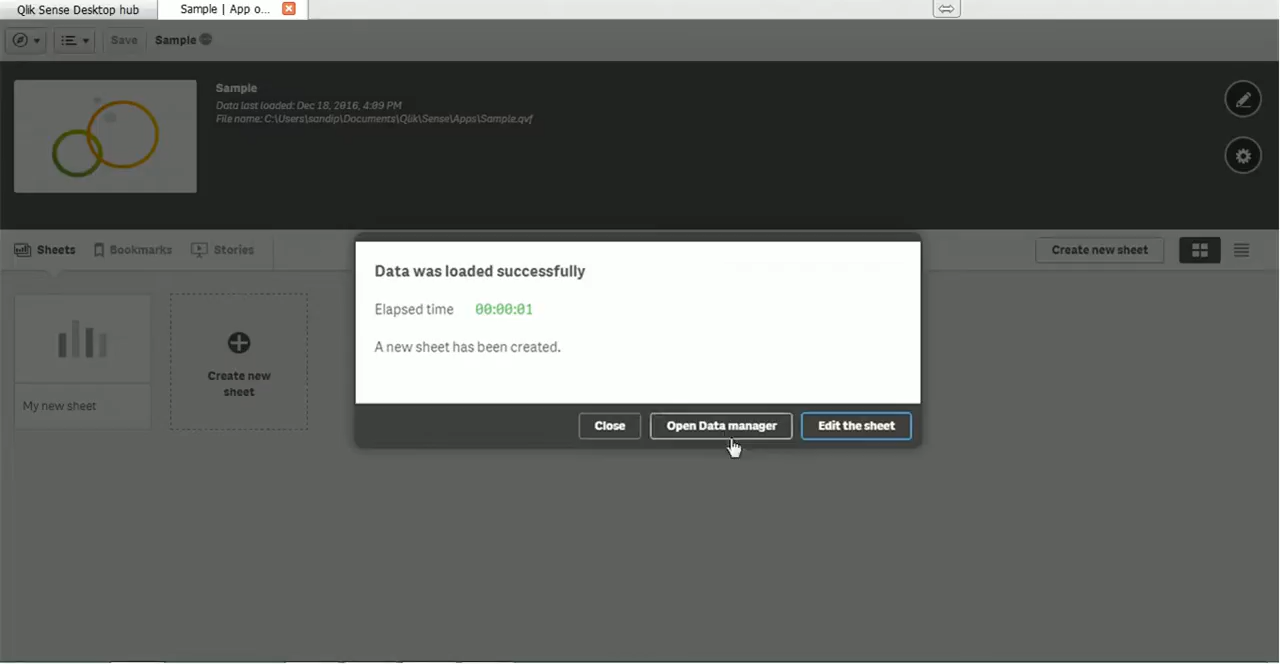 Qlik Sense Desktop hub
Sample | App o...
Save
Sample
Sample
Data last loaded: Dec 18, 2016, 4:09 PM
File name: C:\Users\sandip\Documents\Qlik\Sense\Apps\Sample.qvf
Sheets
Bookmarks
Stories
Create new sheet
My new sheet
Create new
sheet
Data was loaded successfully
Elapsed time 00:00:01
A new sheet has been created.
Close
Open Data manager
Edit the sheet